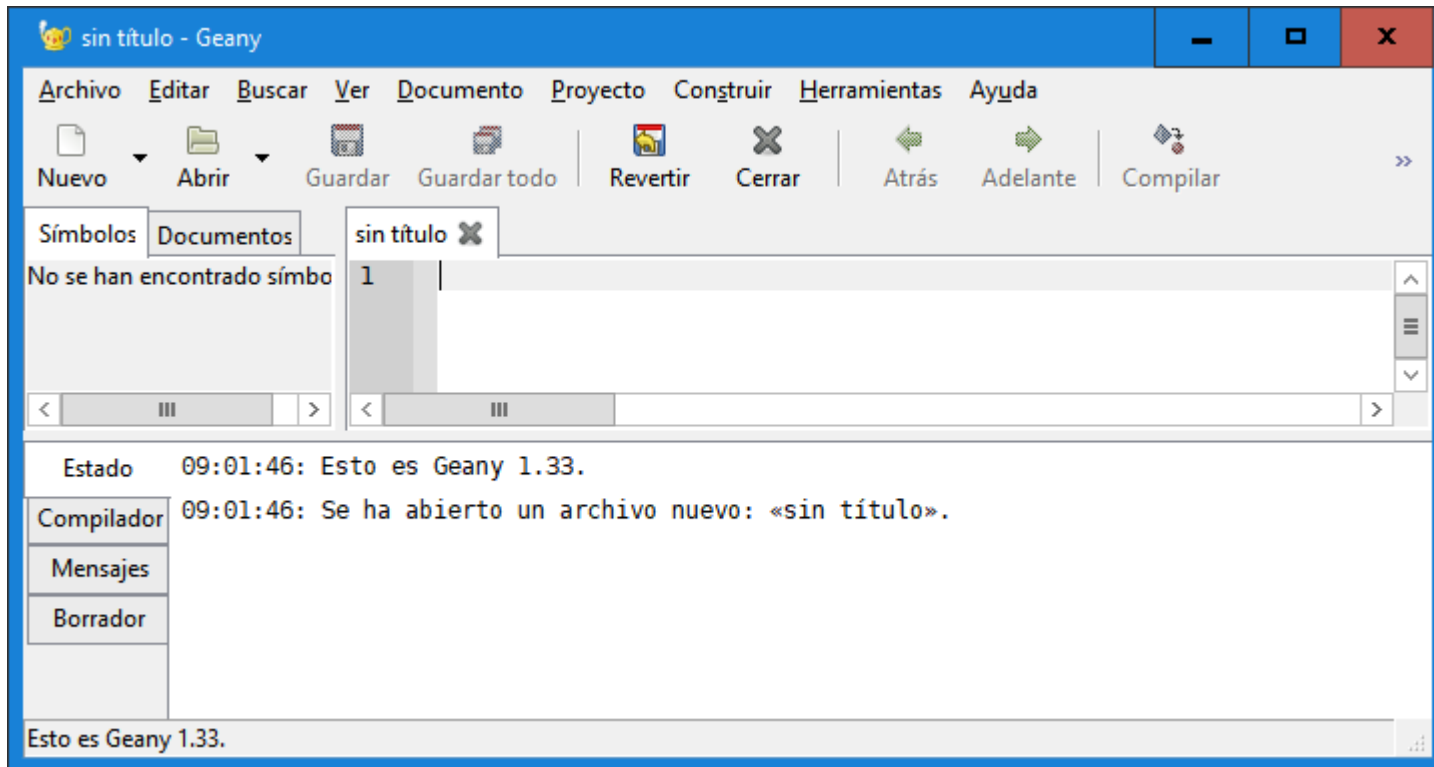 sin título - Geany
Archivo Editar Buscar Ver Documento Proyecto Construir Herramientas Ayuda
Nuevo Abrir Guardar Guardar todo Revertir Cerrar Atrás Adelante Compilar
Símbolos Documentos sin título
No se han encontrado símbo 1
Estado 09:01:46: Esto es Geany 1.33.
Compilador 09:01:46: Se ha abierto un archivo nuevo: «sin título».
Mensajes
Borrador
Esto es Geany 1.33.